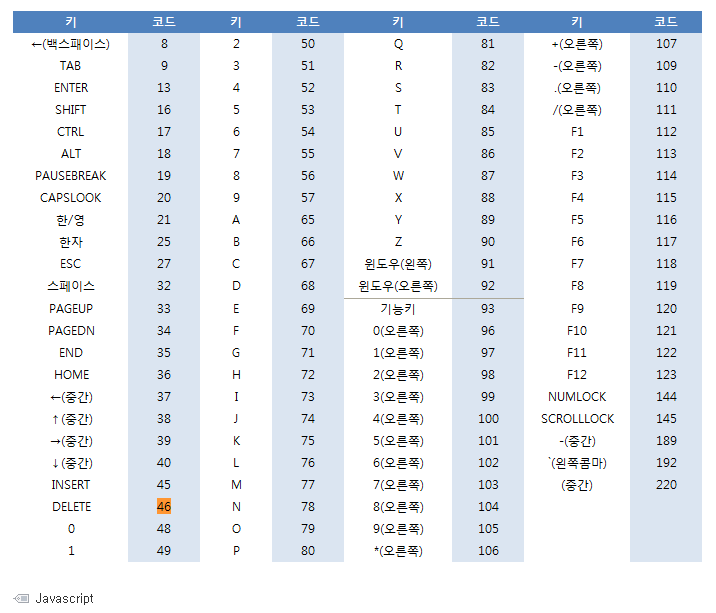 키 코드 키 코드 키 코드 키 코드
←(백스패이스) 8 2 50 Q 81 +(오른쪽) 107
TAB 9 3 51 R 82 -(오른쪽) 109
ENTER 13 4 52 S 83 .(오른쪽) 110
SHIFT 16 5 53 T 84 /(오른쪽) 111
CTRL 17 6 54 U 85 F1 112
ALT 18 7 55 V 86 F2 113
PAUSEBREAK 19 8 56 W 87 F3 114
CAPSLOOK 20 9 57 X 88 F4 115
한/영 21 A 65 Y 89 F5 116
한자 25 B 66 Z 90 F6 117
ESC 27 C 67 윈도우(왼쪽) 91 F7 118
스페이스 32 D 68 윈도우(오른쪽) 92 F8 119
PAGEUP 33 E 69 기능키 93 F9 120
PAGEDN 34 F 70 0(오른쪽) 96 F10 121
END 35 G 71 1(오른쪽) 97 F11 122
HOME 36 H 72 2(오른쪽) 98 F12 123
←(중간) 37 I 73 3(오른쪽) 99 NUMLOCK 144
↑(중간) 38 J 74 4(오른쪽) 100 SCROLLLOCK 145
→(중간) 39 K 75 5(오른쪽) 101 -(중간) 189
↓(중간) 40 L 76 6(오른쪽) 102 `(왼쪽콤마) 192
INSERT 45 M 77 7(오른쪽) 103 (중간) 220
DELETE 46 N 78 8(오른쪽) 104
0 48 O 79 9(오른쪽) 105
1 49 P 80 *(오른쪽) 106
Javascript